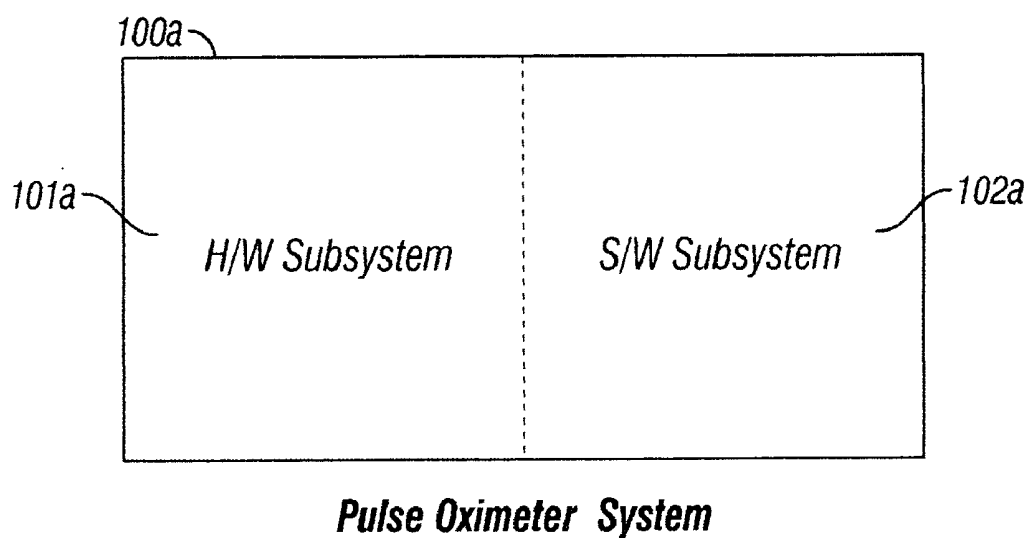 100a
101a
102a
H/W Subsystem
S/W Subsystem
Pulse Oximeter System